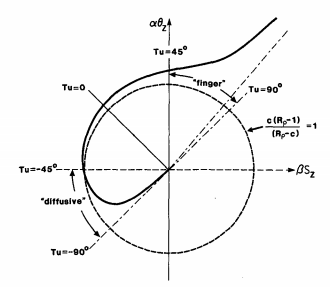 αθz
Tu=45°
"finger"
Tu=90°
Tu=0
c(Rρ-1)
(Rρ-c)
=1
Tu=-45°
βSz
"diffusive"
Tu=-90°